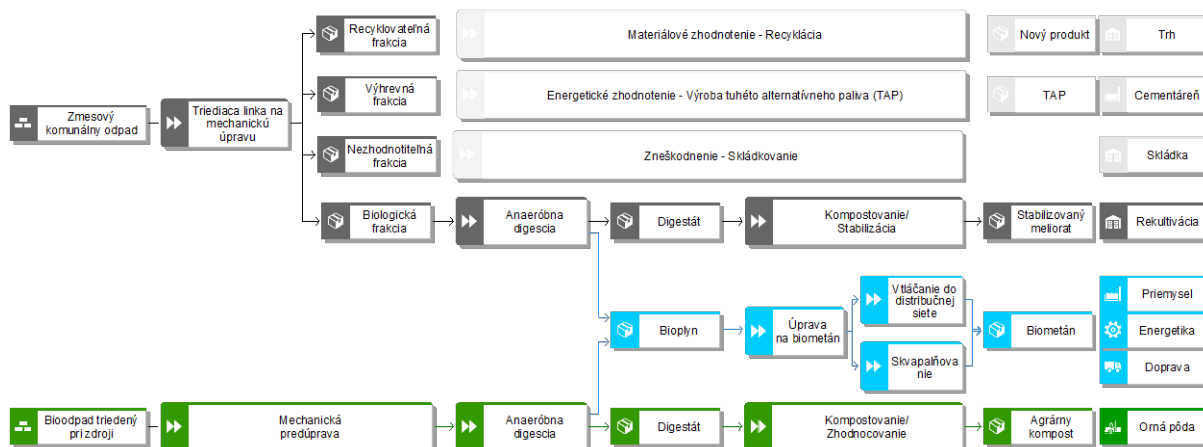 Recyklovateľná
frakcia
Materiálové zhodnotenie - Recyklácia
Nový produkt
Trh
Zmesový
komunálny odpad
Triediaca linka na
mechanickú
úpravu
Výhrevná
frakcia
Energetické zhodnotenie - Výroba tuhéto alternatívneho paliva (TAP)
TAP
Cementáreň
Nezhodnotiteľná
frakcia
Zneškodnenie - Skládkovanie
Skládka
Biologická
frakcia
Anaeróbna
digescia
Digestát
Kompostovanie/
Stabilizácia
Stabilizovaný
meliorat
Rekultivácia
Bioplyn
Úprava
na biometán
Vtláčanie do
distribučnej
siete
Skvapalňova
nie
Biometán
Priemysel
Energetika
Doprava
Bioodpad triedený
pri zdroji
Mechanická
predúprava
Anaeróbna
digescia
Digestát
Kompostovanie/
Zhodnocovanie
Agrárny
kompost
Orná pôda